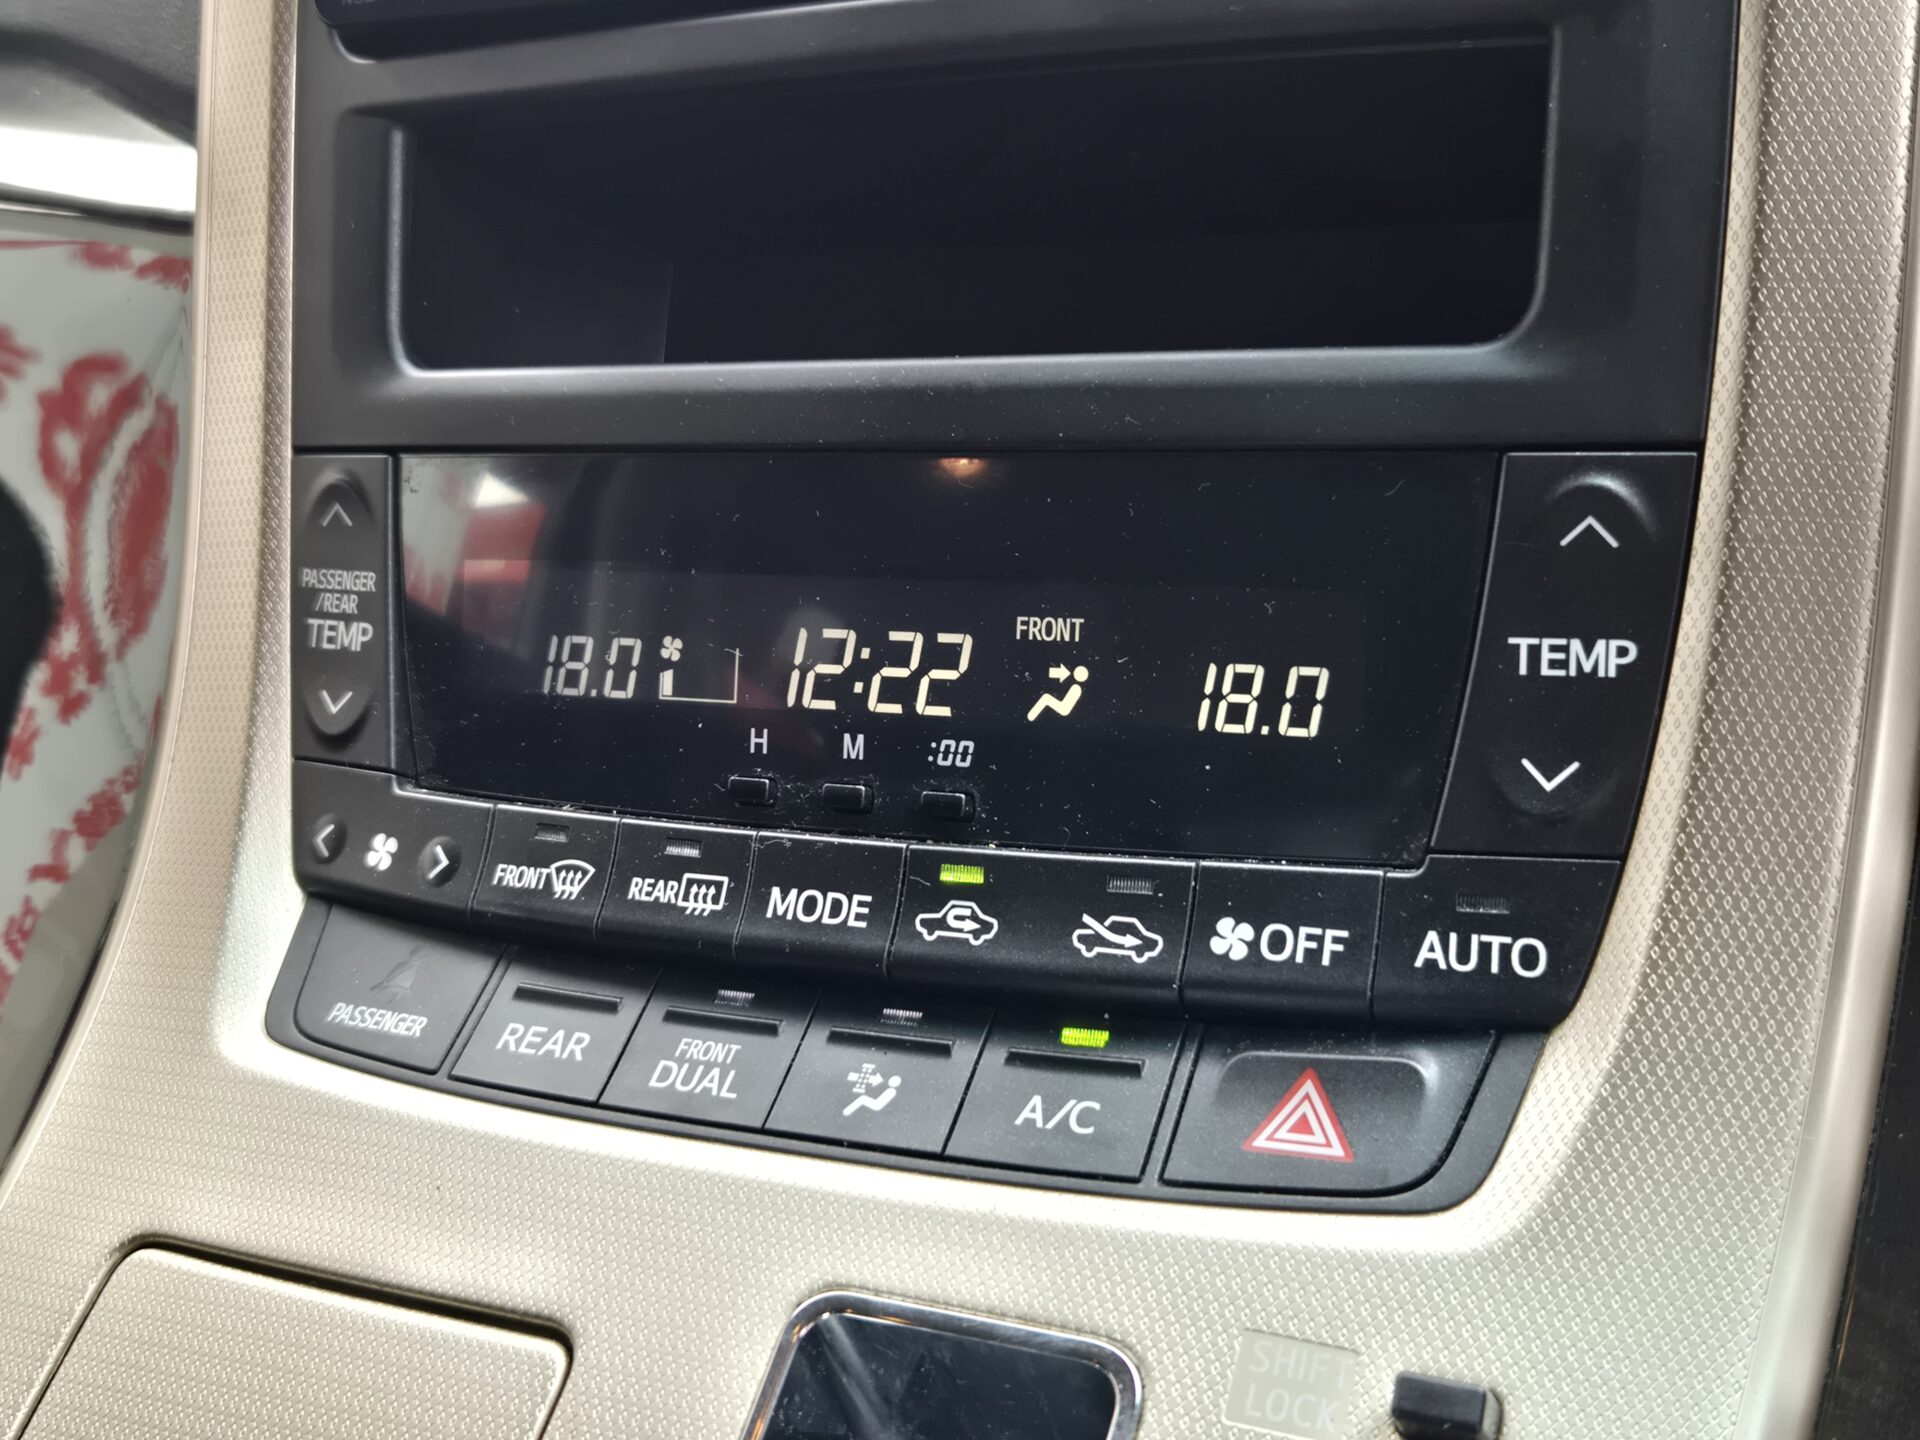 PASSENGER
/REAR
TEMP
18.0
12:22
FRONT
18.0
TEMP
H
M
:00
FRONT
REAR
MODE
OFF
AUTO
PASSENGER
REAR
FRONT
DUAL
A/C
SHIFT
LOCK